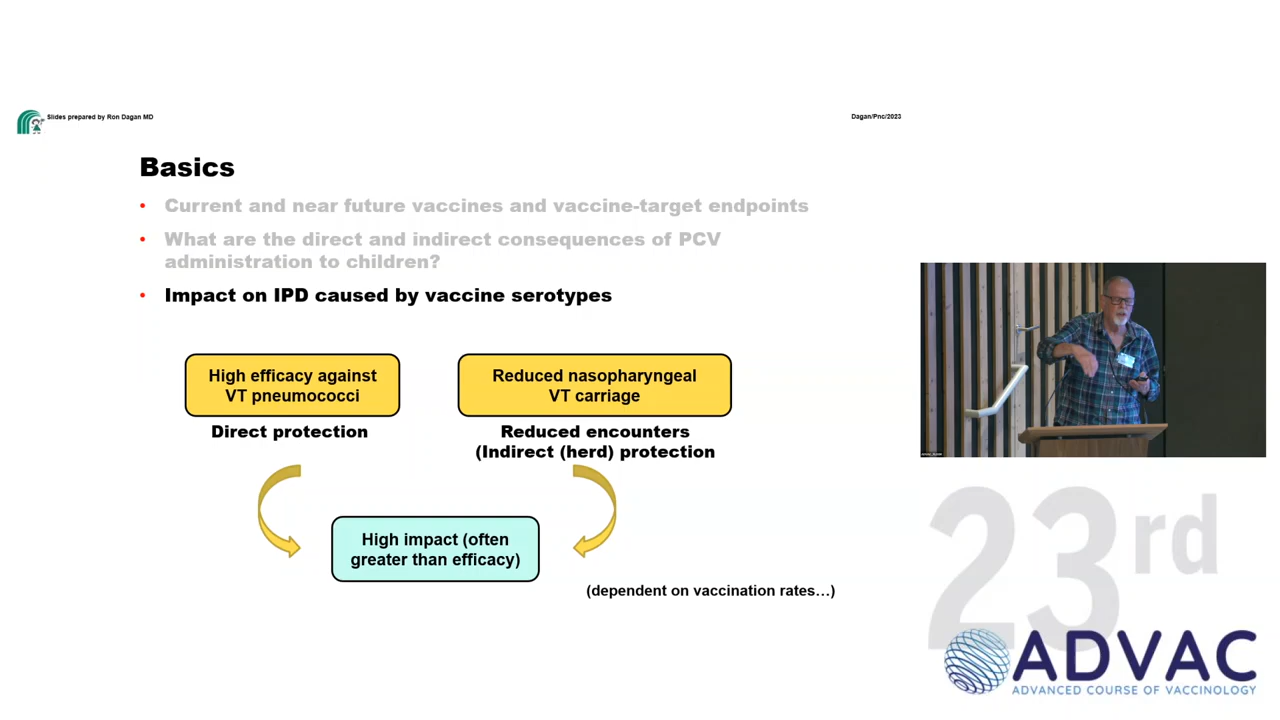 Slides prepared by Ron Dagan MD
Dagan/Pnc/2023
Basics
• Current and near future vaccines and vaccine-target endpoints
• What are the direct and indirect consequences of PCV
administration to children?
• Impact on IPD caused by vaccine serotypes
High efficacy against
VT pneumococci
Direct protection
Reduced nasopharyngeal
VT carriage
Reduced encounters
(Indirect (herd) protection
High impact (often
greater than efficacy)
(dependent on vaccination rates…)
23rd
ADVAC
ADVANCED COURSE OF VACCINOLOGY